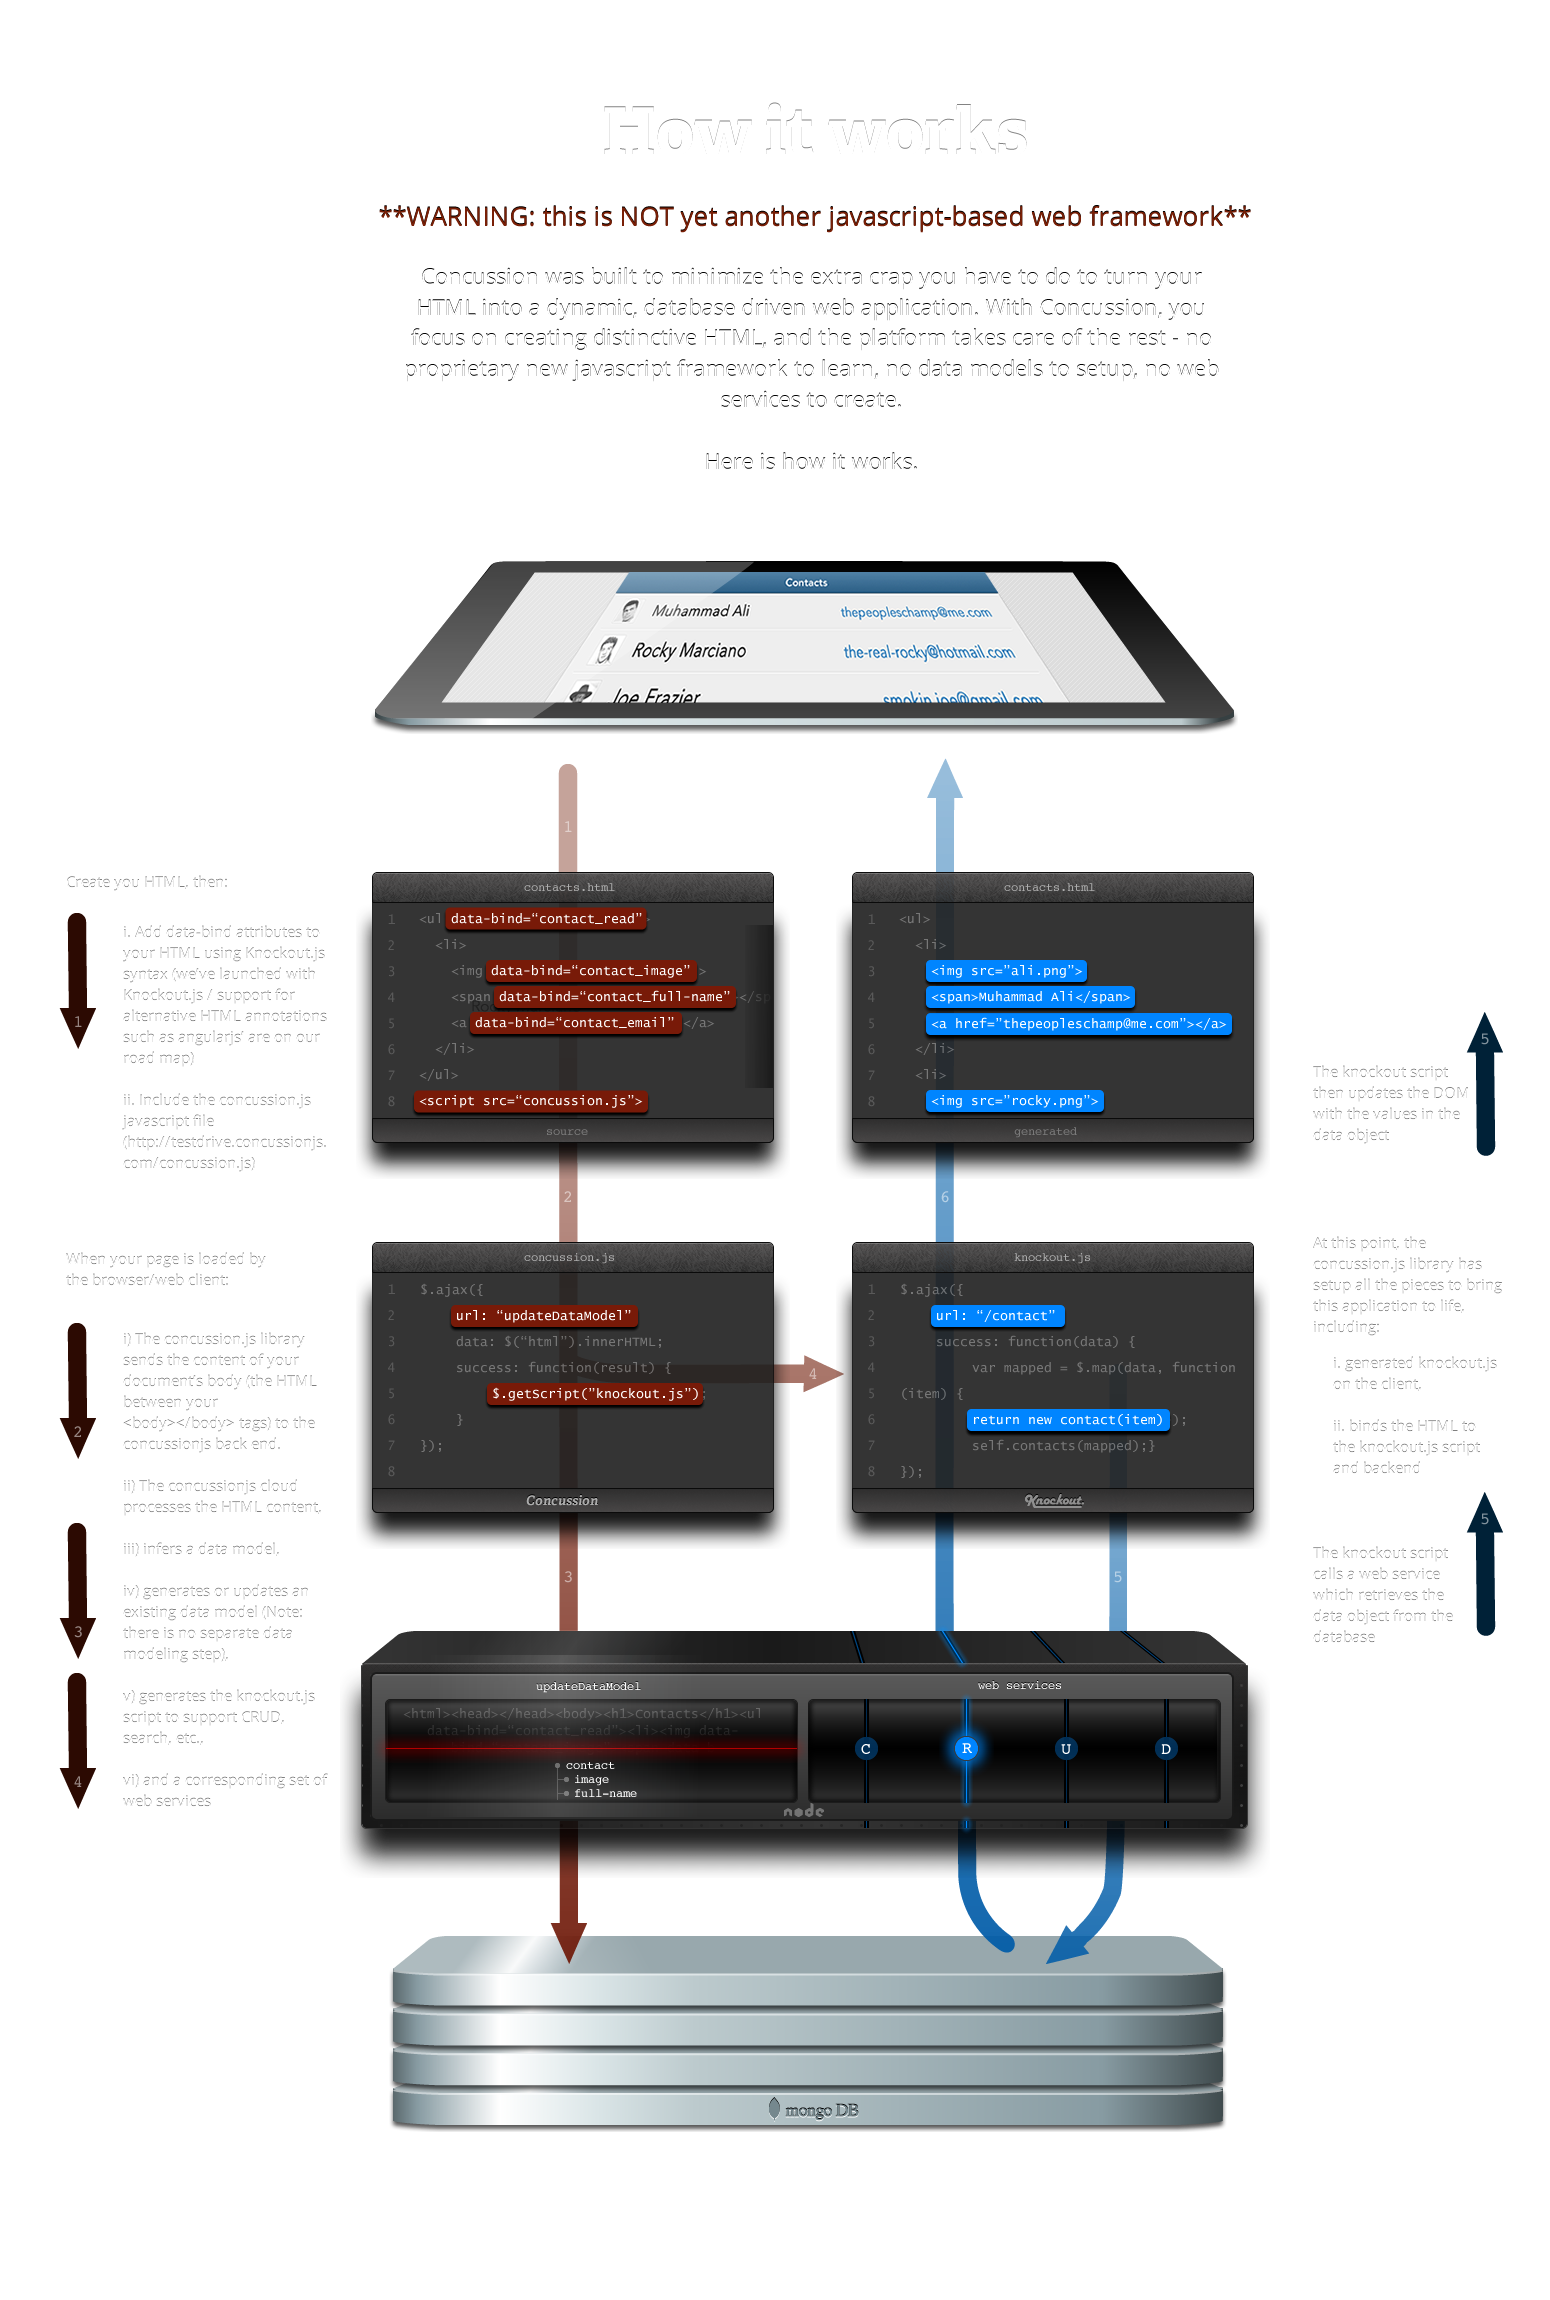 How it works
**WARNING: this is NOT yet another javascript-based web framework**
Concussion was built to minimize the extra crap you have to do to turn your
HTML into a dynamic, database driven web application. With Concussion, you
focus on creating distinctive HTML, and the platform takes care of the rest - no
proprietary new javascript framework to learn, no data models to setup, no web
services to create.
Here is how it works.
Contacts
Muhammad Ali thepeopleschamp@me.com
Rocky Marciano the-real-rocky@hotmail.com
Joe Frazier smokin.joe@gmail.com
1
Create you HTML, then:
1
i. Add data-bind attributes to
your HTML using Knockout.js
syntax (we've launched with
Knockout.js / support for
alternative HTML annotations
such as angularjs' are on our
road map)
ii. Include the concussion.js
javascript file
(http://testdrive.concussionjs.
com/concussion.js)
contacts.html
1 <ul data-bind=“contact_read” >
2 <li>
3 <img data-bind=“contact_image” >
4 <span data-bind=“contact_full-name” </sp
5 <a data-bind=“contact_email” </a>
6 </li>
7 </ul>
8 <script src=“concussion.js”>
source
contacts.html
1 <ul>
2 <li>
3 <img src=”ali.png”>
4 <span>Muhammad Ali</span>
5 <a href=”thepeopleschamp@me.com”></a>
6 </li>
7 <li>
8 <img src=”rocky.png”>
generated
5
The knockout script
then updates the DOM
with the values in the
data object
2
6
When your page is loaded by
the browser/web client:
i) The concussion.js library
sends the content of your
document's body (the HTML
between your
<body></body> tags) to the
concussionjs back end.
2
ii) The concussionjs cloud
processes the HTML content,
iii) infers a data model,
iv) generates or updates an
existing data model (Note:
there is no separate data
modeling step),
3
v) generates the knockout.js
script to support CRUD,
search, etc.,
vi) and a corresponding set of
web services
4
concussion.js
1 $.ajax({
2 url: “updateDataModel”
3 data: $(“html”).innerHTML;
4 success: function(result) {
5 $.getScript(“knockout.js”);
6 }
7 });
8
Concussion
4
knockout.js
1 $.ajax({
2 url: “/contact”
3 success: function(data) {
4 var mapped = $.map(data, function
5 (item) {
6 return new contact(item) );
7 self.contacts(mapped);}
8 });
Knockout.
At this point, the
concussion.js library has
setup all the pieces to bring
this application to life,
including:
i. generated knockout.js
on the client,
ii. binds the HTML to
the knockout.js script
and backend
5
The knockout script
calls a web service
which retrieves the
data object from the
database
3
5
updateDataModel
<html><head></head><body><h1>Contacts</h1><ul
data-bind=“contact_read”><li><img data-
contact
image
full-name
web services
C R U D
node
mongo DB